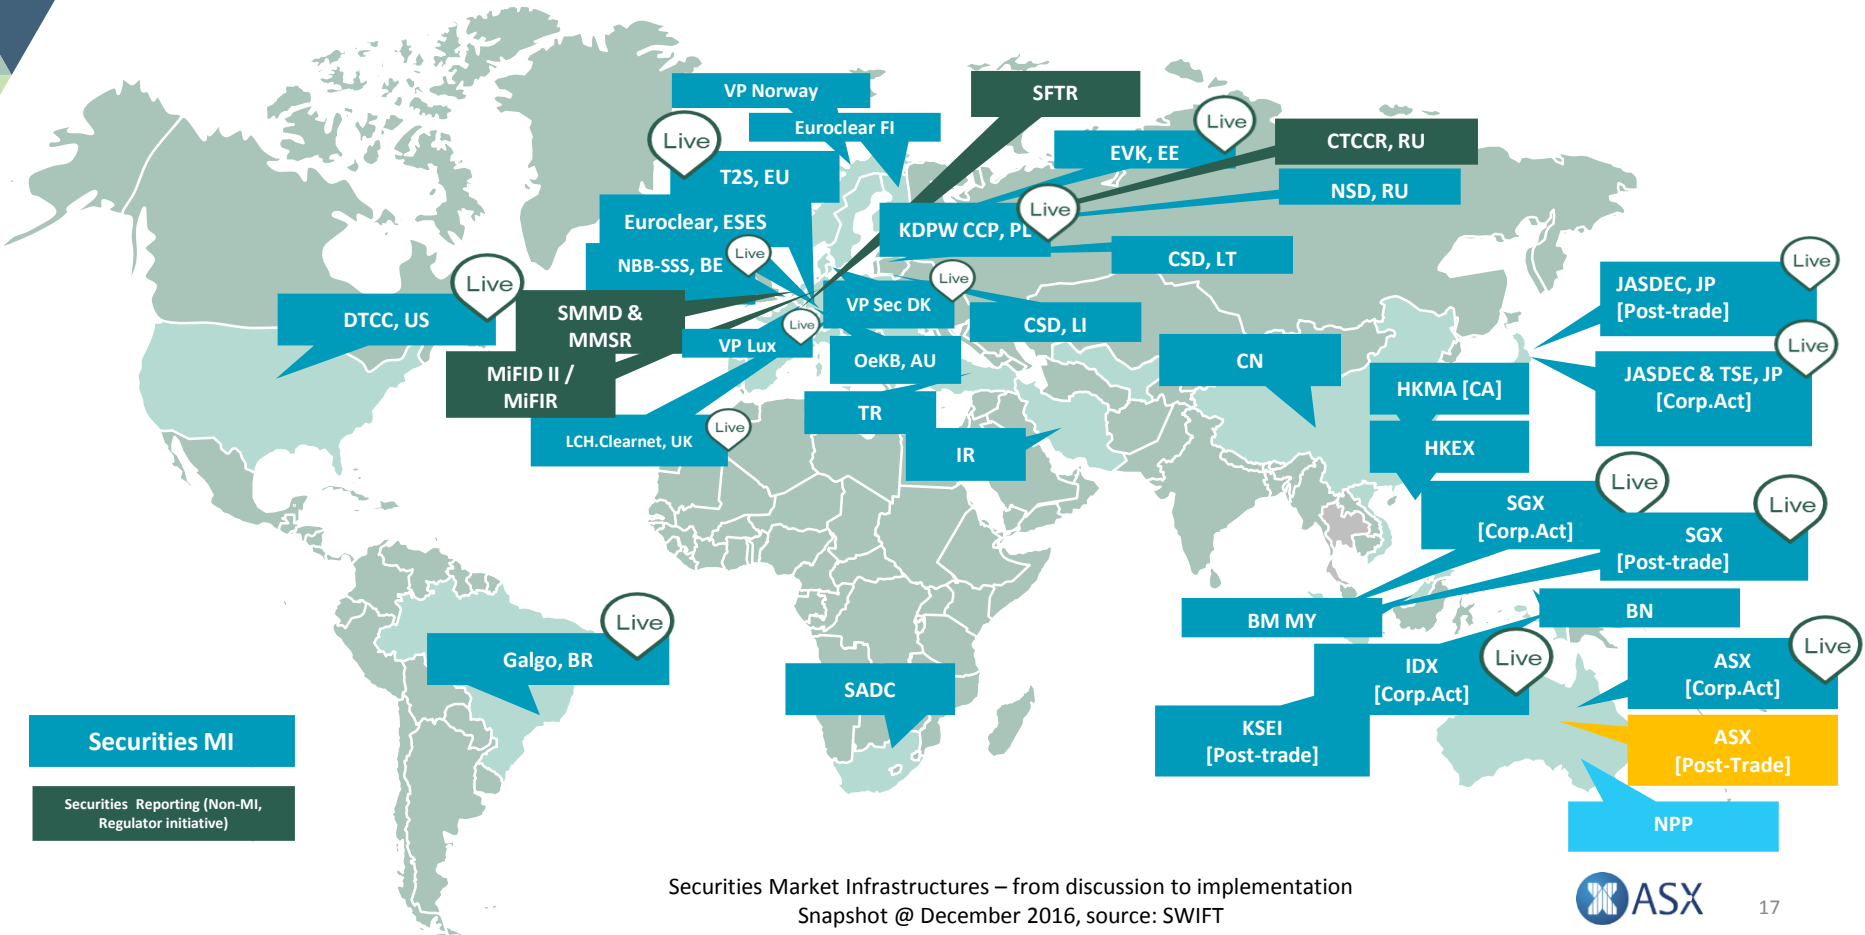 VP Norway
SFTR
Live
Euroclear FI
Live
CTCCR, RU
EVK, EE
T2S, EU
NSD, RU
Euroclear, ESES
Live
KDPW CCP, PL
NBB-SSS, BE
Live
CSD, LT
Live
DTCC, US
Live
SMMD &
MMSR
VP Sec DK
Live
CSD, LI
JASDEC, JP
[Post-trade]
Live
VP Lux
Live
OeKB, AU
CN
MiFID II /
MiFIR
JASDEC & TSE, JP
[Corp.Act]
Live
HKMA [CA]
TR
LCH.Clearnet, UK
Live
IR
HKEX
SGX
[Corp.Act]
Live
SGX
[Post-trade]
Live
BM MY
BN
Galgo, BR
Live
SADC
IDX
[Corp.Act]
Live
ASX
[Corp.Act]
Live
KSEI
[Post-trade]
ASX
[Post-Trade]
NPP
Securities MI
Securities Reporting (Non-MI,
Regulator initiative)
Securities Market Infrastructures – from discussion to implementation
Snapshot @ December 2016, source: SWIFT
ASX
17